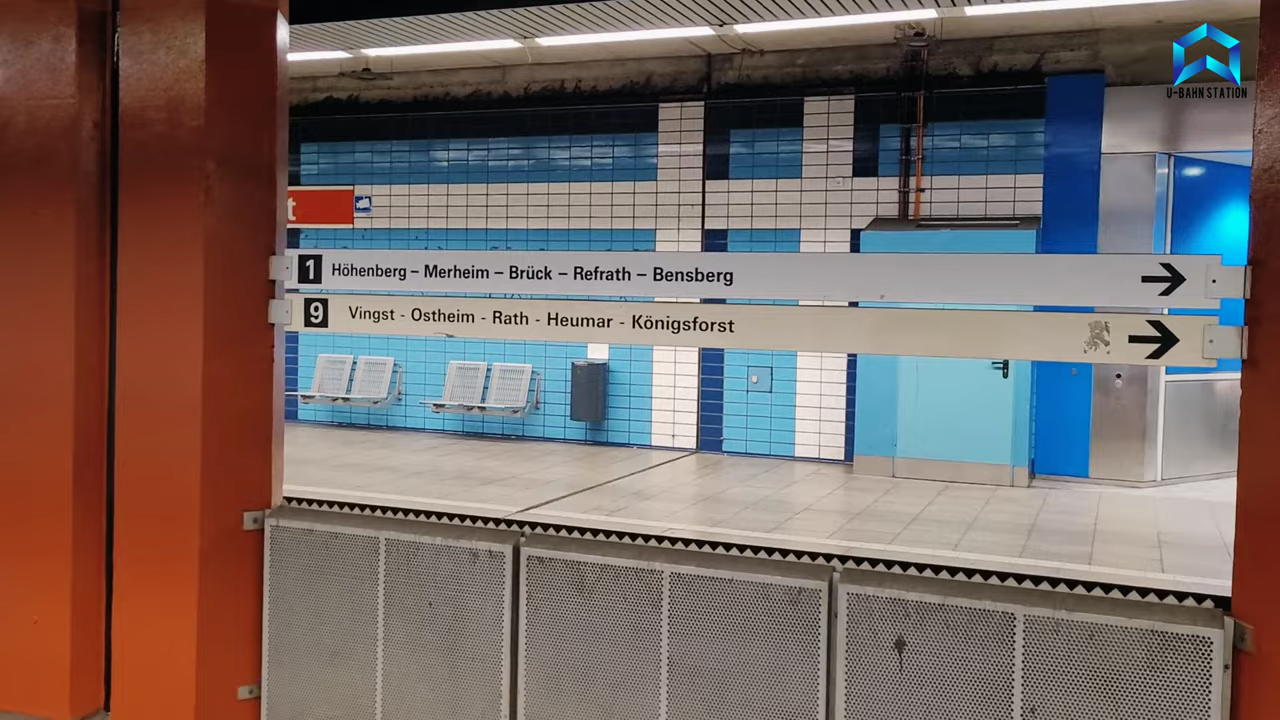 U-BAHN STATION
t
1 Höhenberg – Merheim – Brück – Refrath – Bensberg
9 Vingst - Ostheim - Rath - Heumar - Königsforst